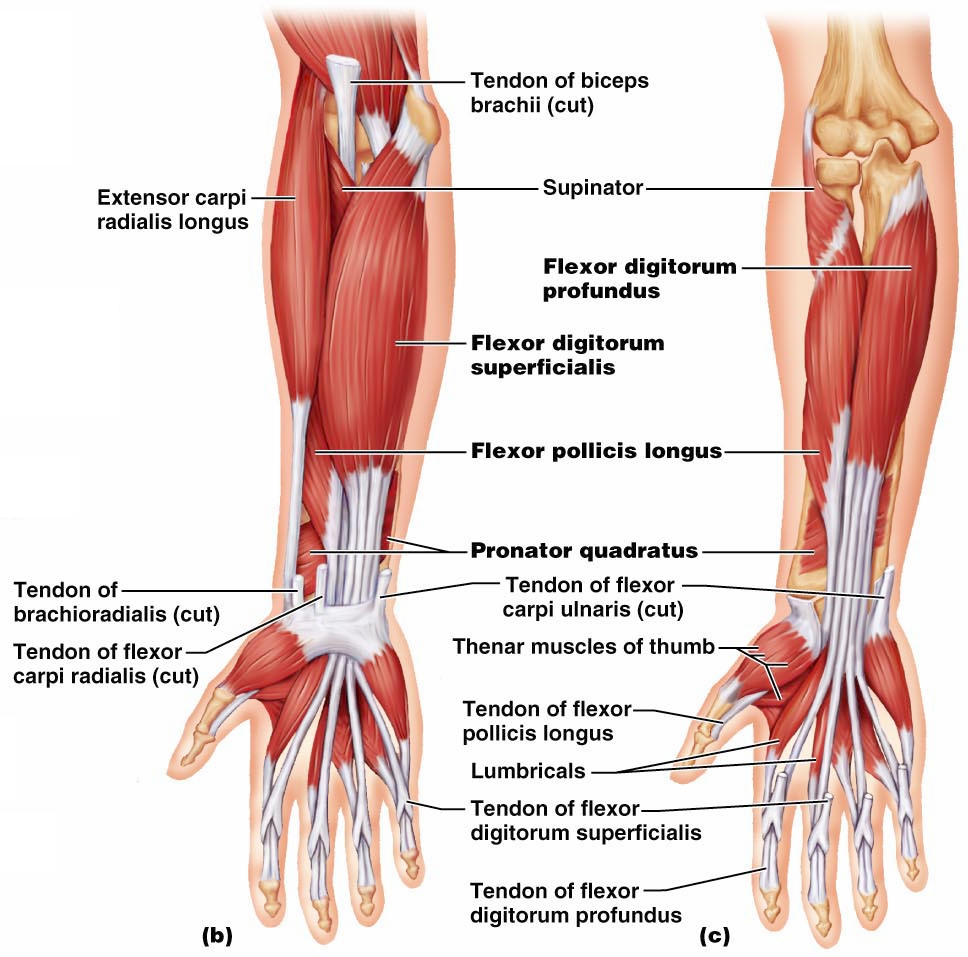 Tendon of biceps
brachii (cut)
Extensor carpi
radialis longus
Supinator
Flexor digitorum
profundus
Flexor digitorum
superficialis
Flexor pollicis longus
Pronator quadratus
Tendon of
brachioradialis (cut)
Tendon of flexor
carpi ulnaris (cut)
Tendon of flexor
carpi radialis (cut)
Thenar muscles of thumb
Tendon of flexor
pollicis longus
Lumbricals
Tendon of flexor
digitorum superficialis
Tendon of flexor
digitorum profundus
(b)
(c)